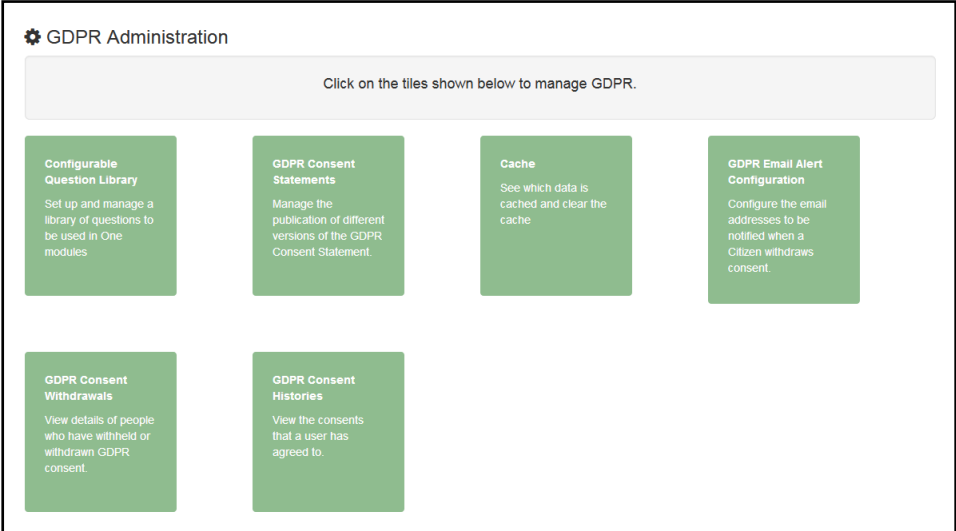 GDPR Administration
Click on the tiles shown below to manage GDPR.
Configurable
Question Library
Set up and manage a
library of questions to
be used in One
modules
GDPR Consent
Statements
Manage the
publication of different
versions of the GDPR
Consent Statement.
Cache
See which data is
cached and clear the
cache
GDPR Email Alert
Configuration
Configure the email
addresses to be
notified when a
Citizen withdraws
consent.
GDPR Consent
Withdrawals
View details of people
who have withheld or
withdrawn GDPR
consent.
GDPR Consent
Histories
View the consents
that a user has
agreed to.